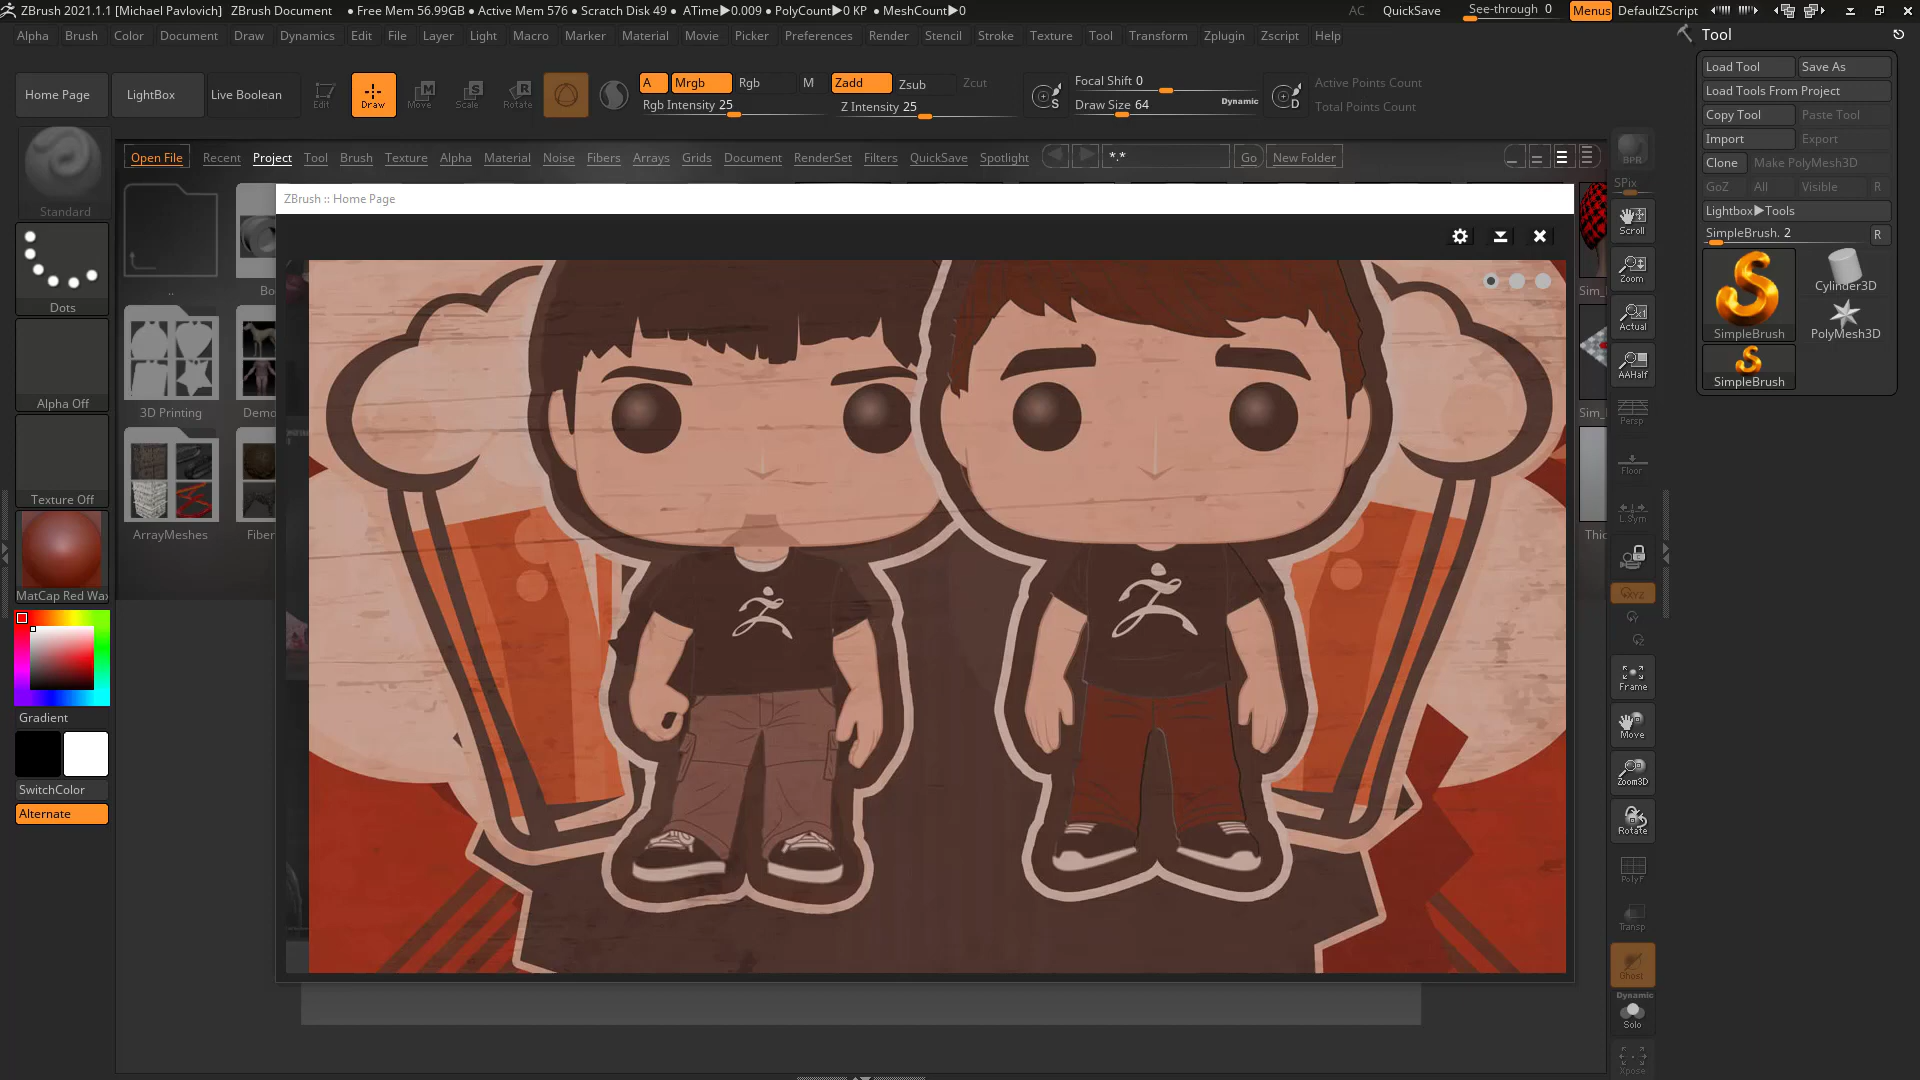 ZBrush 2021.1.1 [Michael Pavlovich] ZBrush Document • Free Mem 56.99GB • Active Mem 576 • Scratch Disk 49 • ATime▶0.009 • PolyCount▶0 KP • MeshCount▶0 AC QuickSave See-through 0 Menus DefaultZScript
Alpha Brush Color Document Draw Dynamics Edit File Layer Light Macro Marker Material Movie Picker Preferences Render Stencil Stroke Texture Tool Transform Zplugin Zscript Help
Tool
Load Tool Save As
Load Tools From Project
Copy Tool Paste Tool
Import Export
Clone Make PolyMesh3D
GoZ All Visible R
Lightbox▶Tools
SimpleBrush. 2 R
SimpleBrush Cylinder3D
PolyMesh3D
SimpleBrush
Home Page LightBox Live Boolean Edit Draw Move Scale Rotate
A Mrgb Rgb M Zadd Zsub Zcut
Rgb Intensity 25 Z Intensity 25
S Focal Shift 0
Draw Size 64 Dynamic
D Active Points Count
Total Points Count
Open File Recent Project Tool Brush Texture Alpha Material Noise Fibers Arrays Grids Document RenderSet Filters QuickSave Spotlight *.* Go New Folder
Standard
Dots
Alpha Off
Texture Off
MatCap Red Wax
Gradient
SwitchColor
Alternate
..
3D Printing
Demo
ArrayMeshes
Fiber
ZBrush :: Home Page
Sim_
Sim_
BPR
SPix
Scroll
Zoom
Actual
AAHalf
Persp
Floor
L.Sym
XYZ
Frame
Move
Zoom3D
Rotate
PolyF
Transp
Ghost
Dynamic
Solo
Xpose